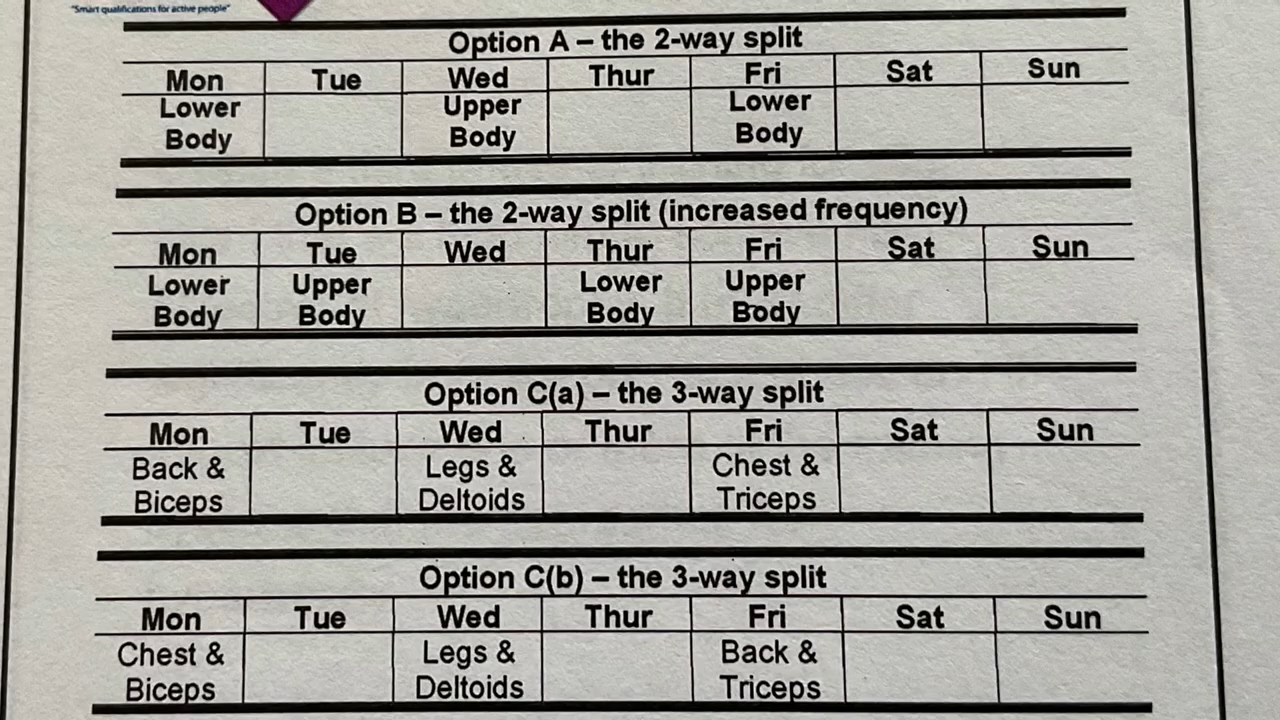 "Smart qualifications for active people"
Option A – the 2-way split
Mon Tue Wed Thur Fri Sat Sun
Lower Upper Lower
Body Body Body
Option B – the 2-way split (increased frequency)
Mon Tue Wed Thur Fri Sat Sun
Lower Upper Lower Upper
Body Body Body Body
Option C(a) – the 3-way split
Mon Tue Wed Thur Fri Sat Sun
Back & Legs & Chest &
Biceps Deltoids Triceps
Option C(b) – the 3-way split
Mon Tue Wed Thur Fri Sat Sun
Chest & Legs & Back &
Biceps Deltoids Triceps